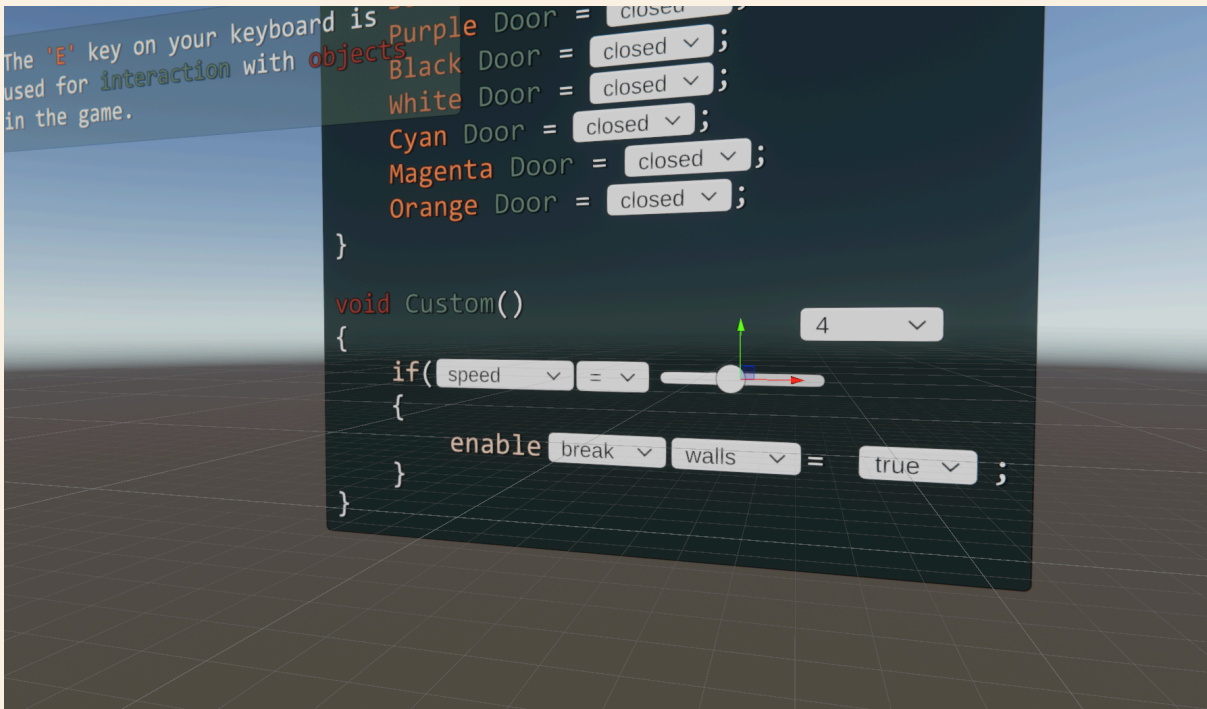 The 'E' key on your keyboard is
used for interaction with objects
in the game.
Purple Door = closed ;
Black Door = closed ;
White Door = closed ;
Cyan Door = closed ;
Magenta Door = closed ;
Orange Door = closed ;
}
void Custom()
{
4
if( speed =
{
enable break walls = true ;
}
}